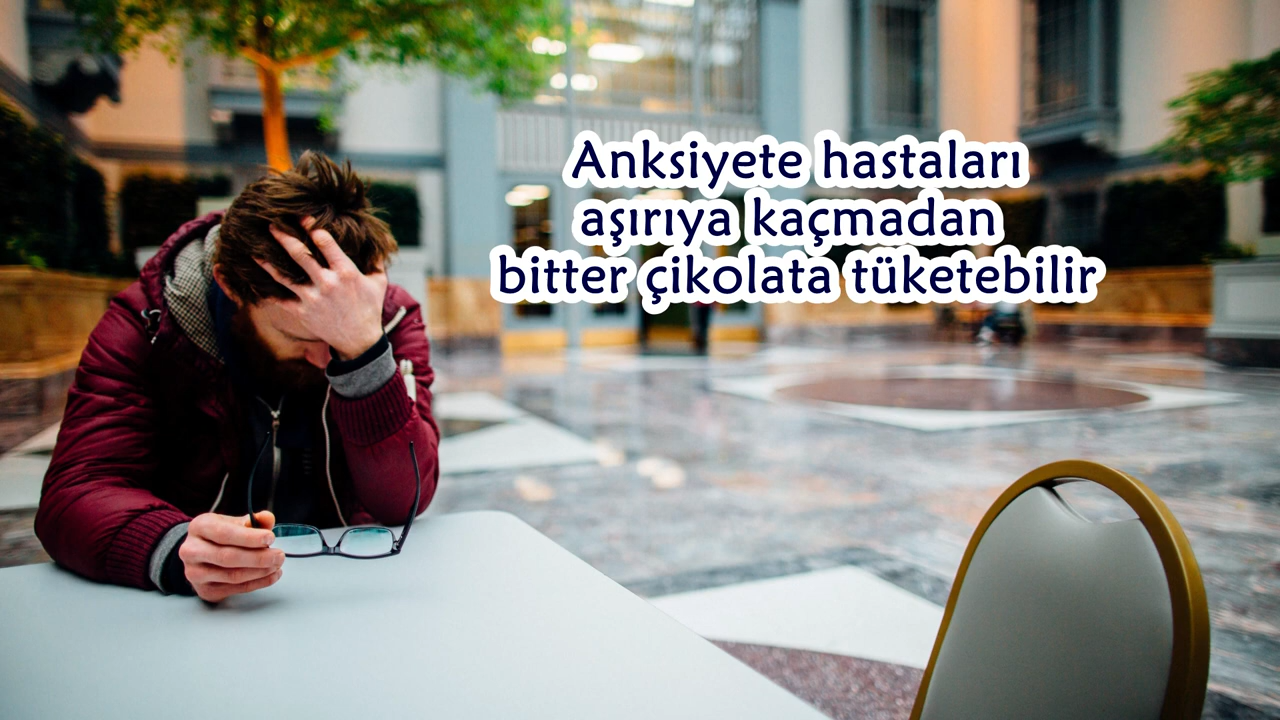 Anksiyete hastaları
aşırıya kaçmadan
bitter çikolata tüketebilir